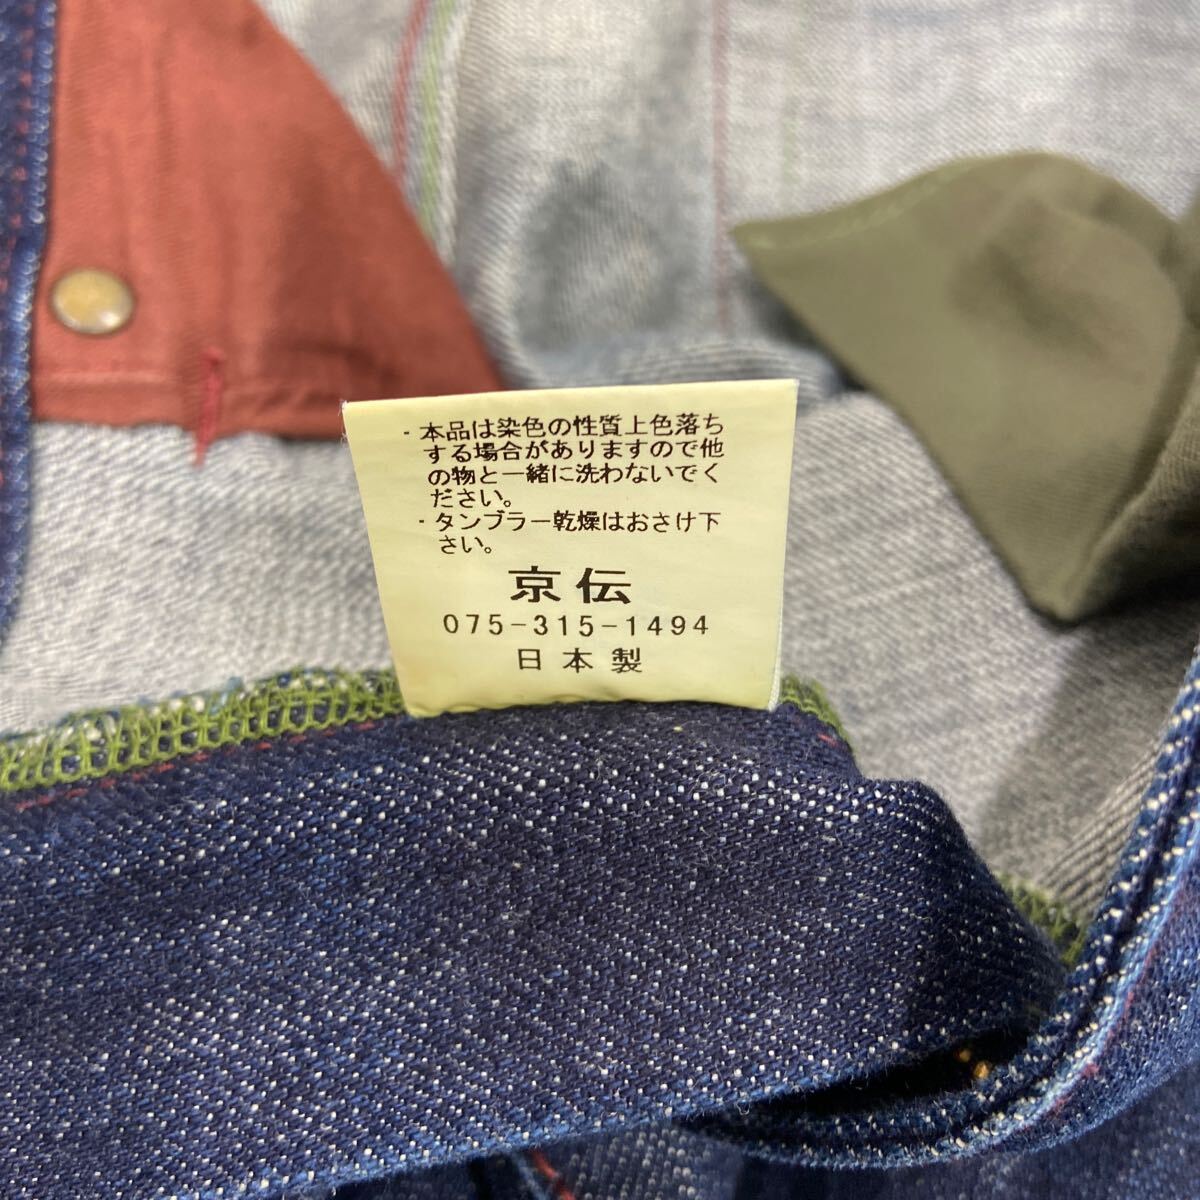 ・本品は染色の性質上色落ち
する場合がありますので他
の物と一緒に洗わないでく
ださい。
・タンブラー乾燥はおさけ下
さい。
京伝
075-315-1494
日本製